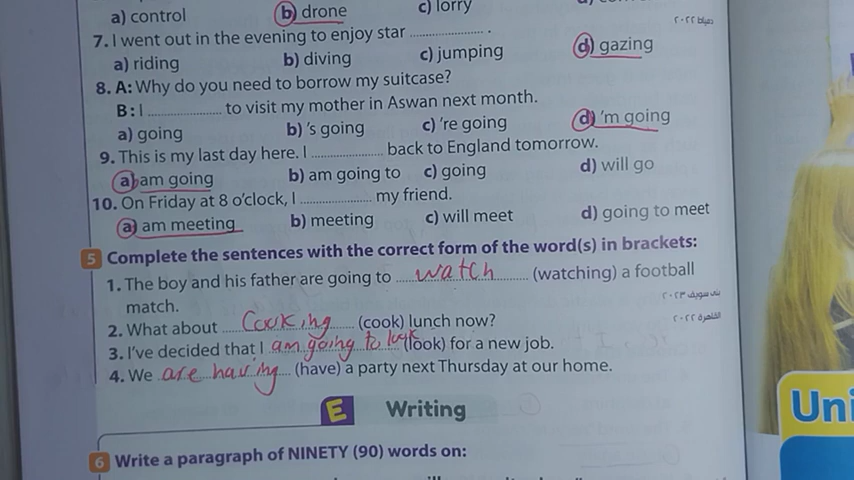 a) control b) drone c) lorry
دمياط ٢٠٢٢
7. I went out in the evening to enjoy star .................... .
a) riding b) diving c) jumping d) gazing
8. A: Why do you need to borrow my suitcase?
B: I .................... to visit my mother in Aswan next month.
a) going b) 's going c) 're going d) 'm going
9. This is my last day here. I .................... back to England tomorrow.
a) am going b) am going to c) going d) will go
10. On Friday at 8 o'clock, I .................... my friend.
a) am meeting b) meeting c) will meet d) going to meet
5 Complete the sentences with the correct form of the word(s) in brackets:
1. The boy and his father are going to watch (watching) a football
match.
بنى سويف ٢٠٢٣
2. What about Cooking (cook) lunch now?
القاهرة ٢٠٢٢
3. I've decided that I am going to look (look) for a new job.
4. We are having (have) a party next Thursday at our home.
E Writing
Uni
6 Write a paragraph of NINETY (90) words on: